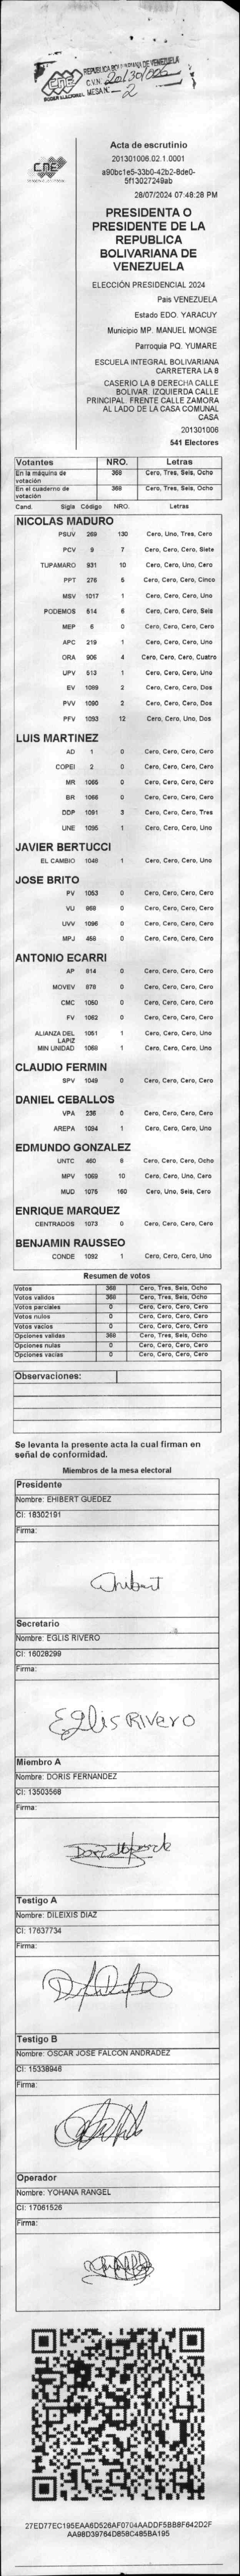 REPUBLICA BOLIVARIANA DE VENEZUELA
CNE C.V.N. 201301006
PODER ELECTORAL MESA N° 2
CNE
Acta de escrutinio
201301006.02.1.0001
a90bc1e5-33b0-42b2-8de0-
5f13027249ab
28/07/2024 07:48:28 PM
PRESIDENTA O
PRESIDENTE DE LA
REPUBLICA
BOLIVARIANA DE
VENEZUELA
ELECCIÓN PRESIDENCIAL 2024
Pais VENEZUELA
Estado EDO. YARACUY
Municipio MP. MANUEL MONGE
Parroquia PQ. YUMARE
ESCUELA INTEGRAL BOLIVARIANA
CARRETERA LA 8
CASERIO LA 8 DERECHA CALLE
BOLIVAR. IZQUIERDA CALLE
PRINCIPAL. FRENTE CALLE ZAMORA
AL LADO DE LA CASA COMUNAL
CASA
201301006
541 Electores
Votantes NRO. Letras
En la máquina de votación 368 Cero, Tres, Seis, Ocho
En el cuaderno de votación 368 Cero, Tres, Seis, Ocho
Cand. Sigla Código NRO. Letras
NICOLAS MADURO
PSUV 269 130 Cero, Uno, Tres, Cero
PCV 9 7 Cero, Cero, Cero, Siete
TUPAMARO 931 10 Cero, Cero, Uno, Cero
PPT 276 5 Cero, Cero, Cero, Cinco
MSV 1017 1 Cero, Cero, Cero, Uno
PODEMOS 614 6 Cero, Cero, Cero, Seis
MEP 6 0 Cero, Cero, Cero, Cero
APC 219 1 Cero, Cero, Cero, Uno
ORA 906 4 Cero, Cero, Cero, Cuatro
UPV 513 1 Cero, Cero, Cero, Uno
EV 1089 2 Cero, Cero, Cero, Dos
PVV 1090 2 Cero, Cero, Cero, Dos
PFV 1093 12 Cero, Cero, Uno, Dos
LUIS MARTINEZ
AD 1 0 Cero, Cero, Cero, Cero
COPEI 2 0 Cero, Cero, Cero, Cero
MR 1065 0 Cero, Cero, Cero, Cero
BR 1066 0 Cero, Cero, Cero, Cero
DDP 1091 3 Cero, Cero, Cero, Tres
UNE 1095 1 Cero, Cero, Cero, Uno
JAVIER BERTUCCI
EL CAMBIO 1048 1 Cero, Cero, Cero, Uno
JOSE BRITO
PV 1053 0 Cero, Cero, Cero, Cero
VU 868 0 Cero, Cero, Cero, Cero
UVV 1096 0 Cero, Cero, Cero, Cero
MPJ 458 0 Cero, Cero, Cero, Cero
ANTONIO ECARRI
AP 814 0 Cero, Cero, Cero, Cero
MOVEV 878 0 Cero, Cero, Cero, Cero
CMC 1050 0 Cero, Cero, Cero, Cero
FV 1062 0 Cero, Cero, Cero, Cero
ALIANZA DEL LAPIZ 1051 1 Cero, Cero, Cero, Uno
MIN UNIDAD 1068 1 Cero, Cero, Cero, Uno
CLAUDIO FERMIN
SPV 1049 0 Cero, Cero, Cero, Cero
DANIEL CEBALLOS
VPA 236 0 Cero, Cero, Cero, Cero
AREPA 1094 1 Cero, Cero, Cero, Uno
EDMUNDO GONZALEZ
UNTC 460 8 Cero, Cero, Cero, Ocho
MPV 1069 10 Cero, Cero, Uno, Cero
MUD 1075 160 Cero, Uno, Seis, Cero
ENRIQUE MARQUEZ
CENTRADOS 1073 0 Cero, Cero, Cero, Cero
BENJAMIN RAUSSEO
CONDE 1092 1 Cero, Cero, Cero, Uno
Resumen de votos
Votos 368 Cero, Tres, Seis, Ocho
Votos validos 368 Cero, Tres, Seis, Ocho
Votos parciales 0 Cero, Cero, Cero, Cero
Votos nulos 0 Cero, Cero, Cero, Cero
Votos vacios 0 Cero, Cero, Cero, Cero
Opciones validas 368 Cero, Tres, Seis, Ocho
Opciones nulas 0 Cero, Cero, Cero, Cero
Opciones vacias 0 Cero, Cero, Cero, Cero
Observaciones:
Se levanta la presente acta la cual firman en
señal de conformidad.
Miembros de la mesa electoral
Presidente
Nombre: EHIBERT GUEDEZ
CI: 18302191
Firma:
Ehibert
Secretario
Nombre: EGLIS RIVERO
CI: 16028299
Firma:
Eglis Rivero
Miembro A
Nombre: DORIS FERNANDEZ
CI: 13503568
Firma:
Testigo A
Nombre: DILEIXIS DIAZ
CI: 17637734
Firma:
Testigo B
Nombre: OSCAR JOSE FALCON ANDRADEZ
CI: 15338946
Firma:
Operador
Nombre: YOHANA RANGEL
CI: 17061526
Firma:
27ED77EC195EAA6D526AF0704AADDF5BB8F642D2F
AA98D39764D858C485BA195